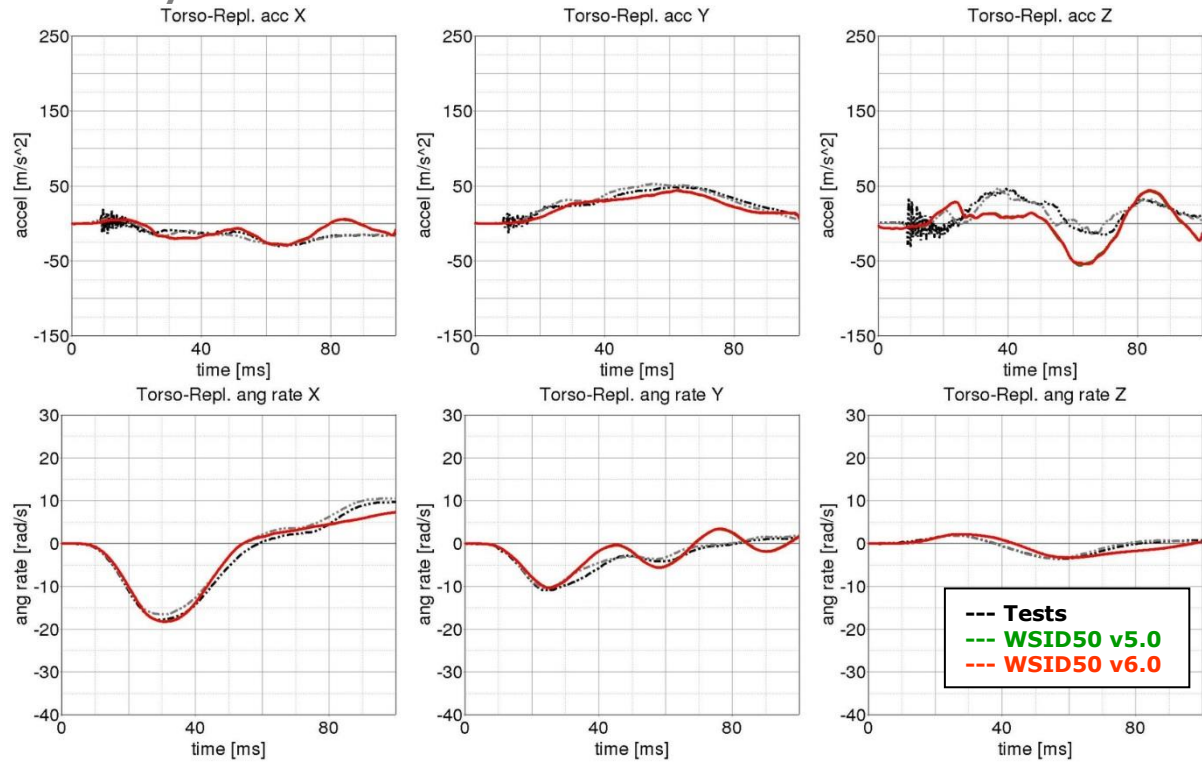 Torso-Repl. acc X
Torso-Repl. acc Y
Torso-Repl. acc Z
250
150
50
-50
-150
accel [m/s^2]
0
40
80
time [ms]
250
150
50
-50
-150
accel [m/s^2]
0
40
80
time [ms]
250
150
50
-50
-150
accel [m/s^2]
0
40
80
time [ms]
Torso-Repl. ang rate X
Torso-Repl. ang rate Y
Torso-Repl. ang rate Z
30
20
10
0
-10
-20
-30
-40
ang rate [rad/s]
0
40
80
time [ms]
30
20
10
0
-10
-20
-30
-40
ang rate [rad/s]
0
40
80
time [ms]
30
20
10
0
-10
-20
-30
-40
ang rate [rad/s]
0
40
80
time [ms]
--- Tests
--- WSID50 v5.0
--- WSID50 v6.0